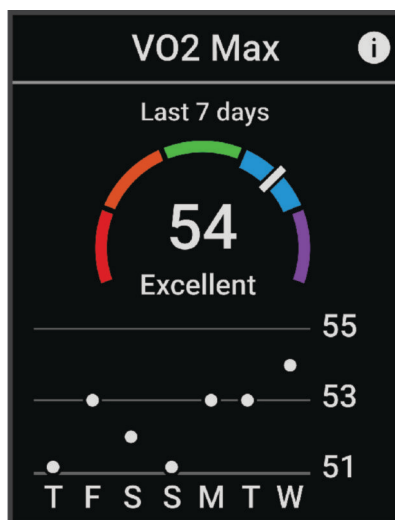 VO2 Max i
Last 7 days
54
Excellent
55
53
51
T F S S M T W